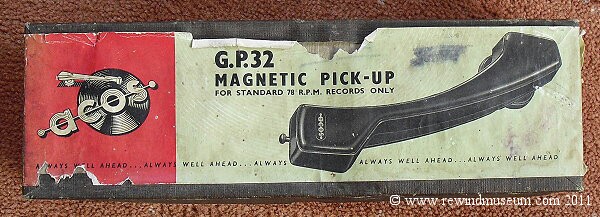 G.P.32
MAGNETIC PICK-UP
FOR STANDARD 78 R.P.M. RECORDS ONLY
acos
acos
ALWAYS WELL AHEAD...ALWAYS WELL AHEAD...ALWAYS WELL AHEAD...ALWAYS WELL AHEAD
© www.rewindmuseum.com 2011